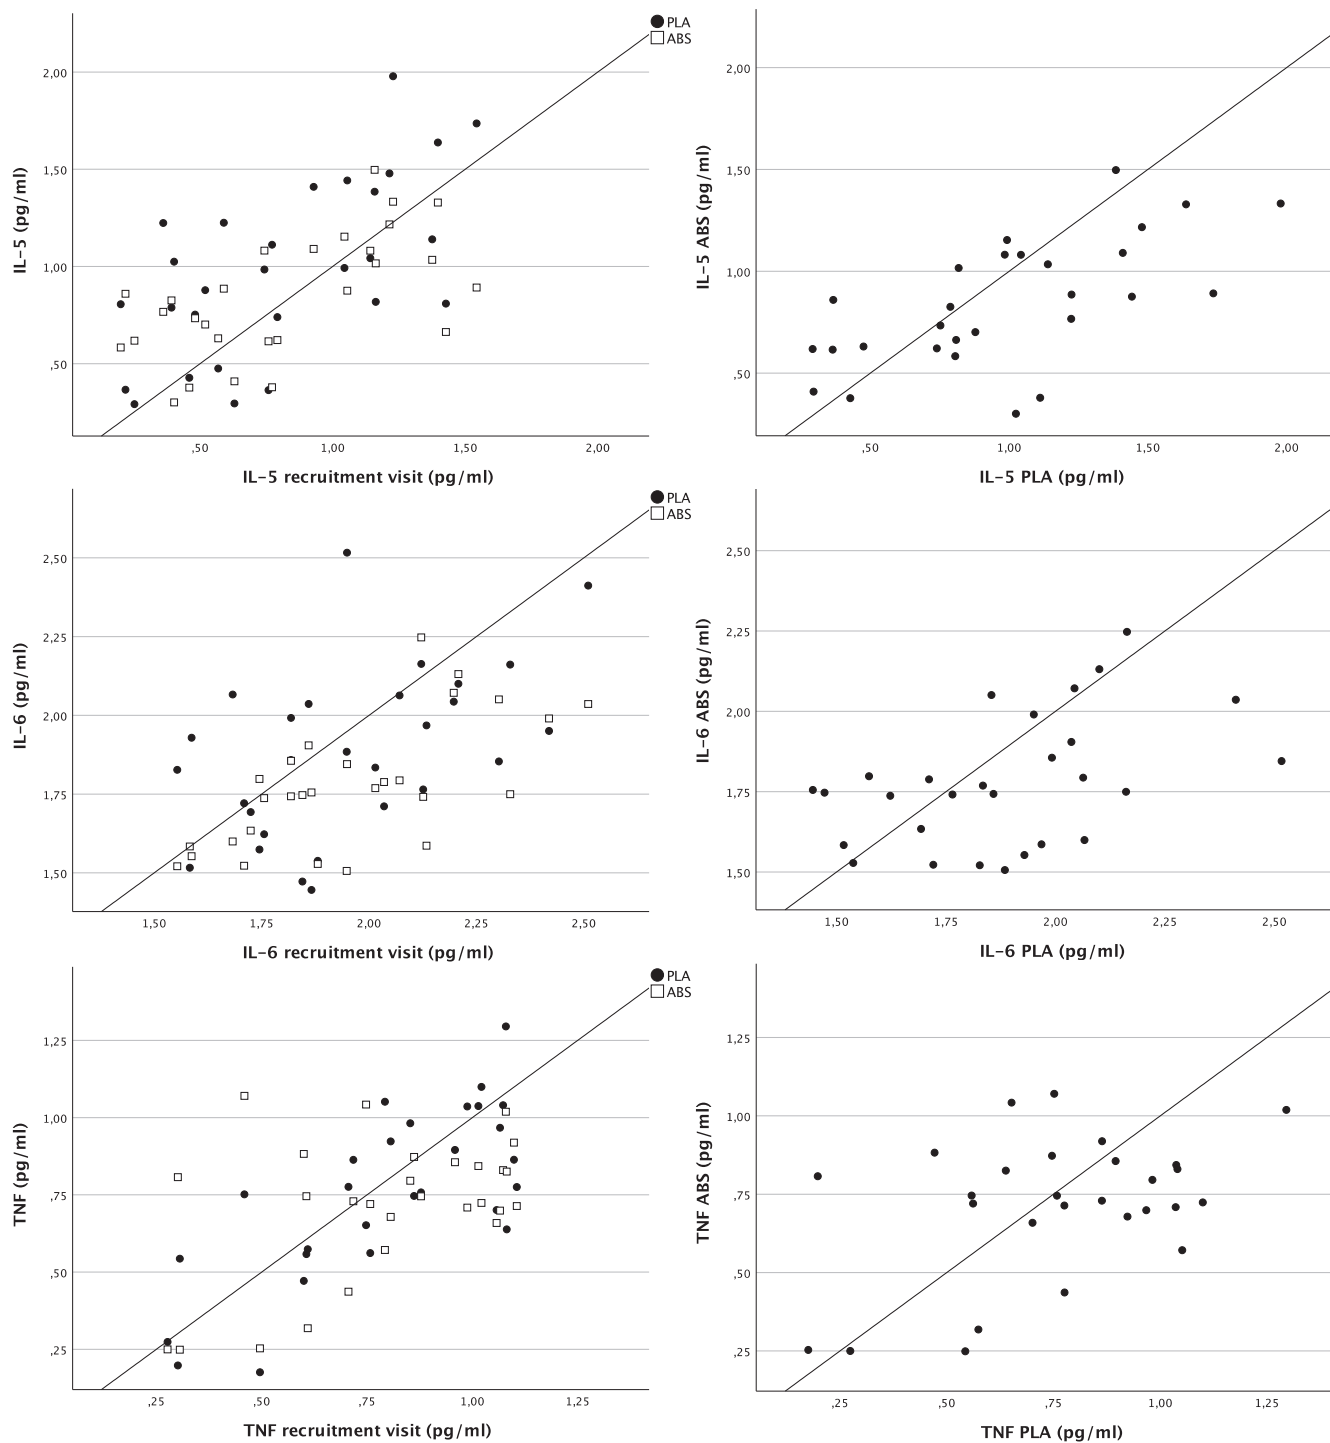 PLA
ABS
2,00
1,50
1,00
,50
IL-5 (pg/ml)
,50 1,00 1,50 2,00
IL-5 recruitment visit (pg/ml)
2,00
1,50
1,00
,50
IL-5 ABS (pg/ml)
,50 1,00 1,50 2,00
IL-5 PLA (pg/ml)
PLA
ABS
2,50
2,25
2,00
1,75
1,50
IL-6 (pg/ml)
1,50 1,75 2,00 2,25 2,50
IL-6 recruitment visit (pg/ml)
2,50
2,25
2,00
1,75
1,50
IL-6 ABS (pg/ml)
1,50 1,75 2,00 2,25 2,50
IL-6 PLA (pg/ml)
PLA
ABS
1,25
1,00
,75
,50
,25
TNF (pg/ml)
,25 ,50 ,75 1,00 1,25
TNF recruitment visit (pg/ml)
1,25
1,00
,75
,50
,25
TNF ABS (pg/ml)
,25 ,50 ,75 1,00 1,25
TNF PLA (pg/ml)